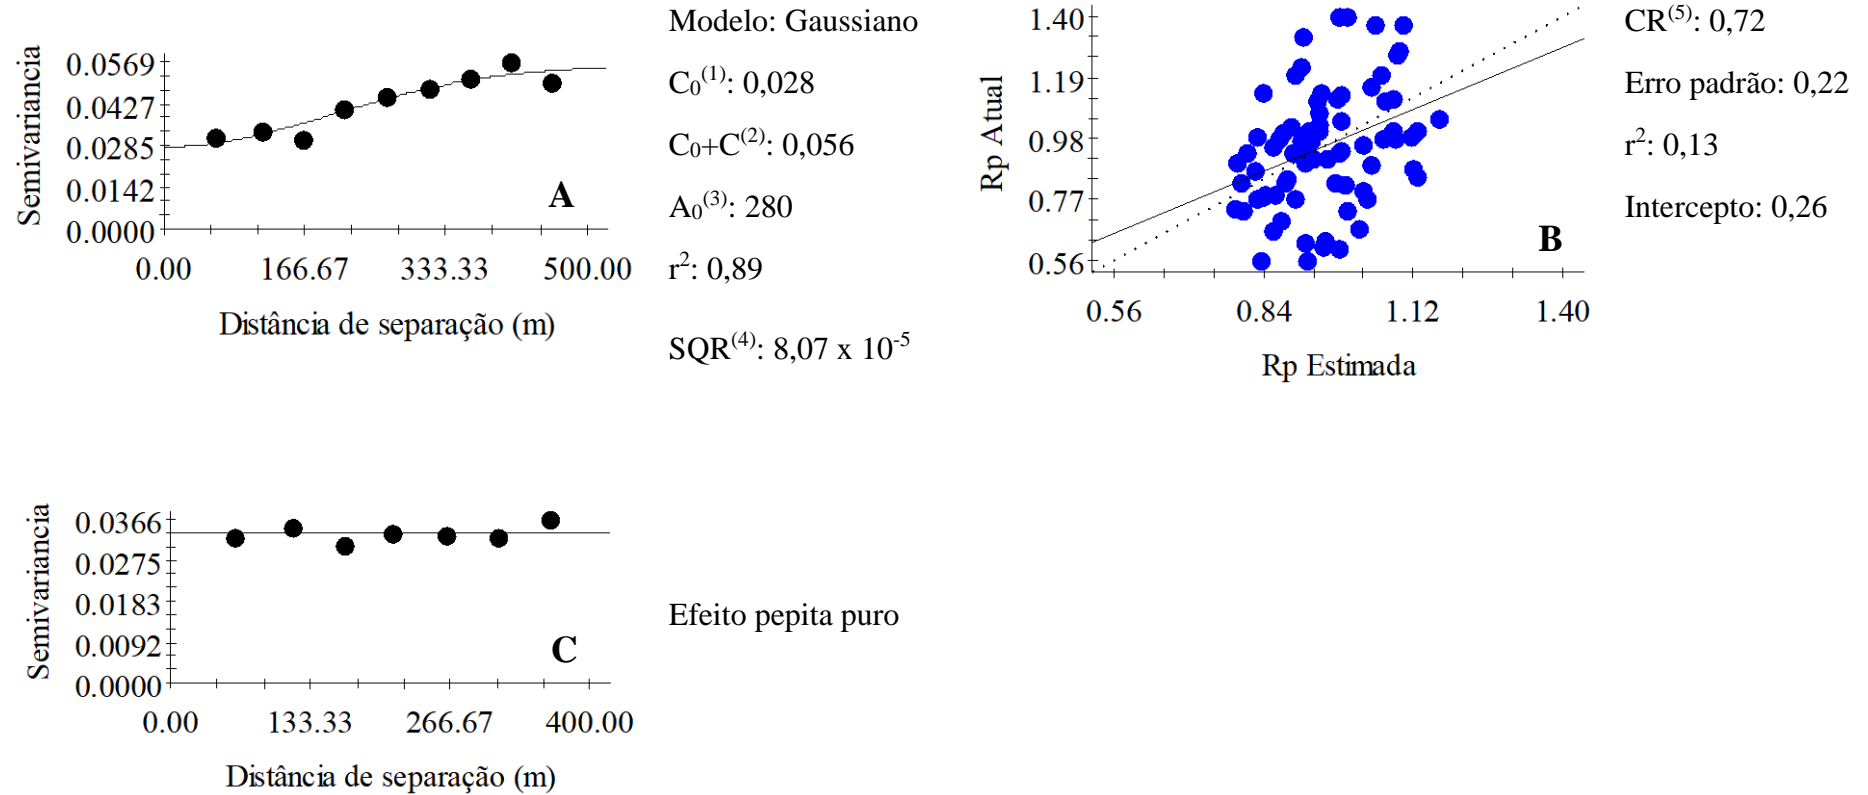 Semivariancia
0.0569
0.0427
0.0285
0.0142
0.0000
A
0.00 166.67 333.33 500.00
Distância de separação (m)
Modelo: Gaussiano
C₀⁽¹⁾: 0,028
C₀+C⁽²⁾: 0,056
A₀⁽³⁾: 280
r²: 0,89
SQR⁽⁴⁾: 8,07 x 10⁻⁵
Rp Atual
1.40
1.19
0.98
0.77
0.56
B
0.56 0.84 1.12 1.40
Rp Estimada
CR⁽⁵⁾: 0,72
Erro padrão: 0,22
r²: 0,13
Intercepto: 0,26
Semivariancia
0.0366
0.0275
0.0183
0.0092
0.0000
C
0.00 133.33 266.67 400.00
Distância de separação (m)
Efeito pepita puro